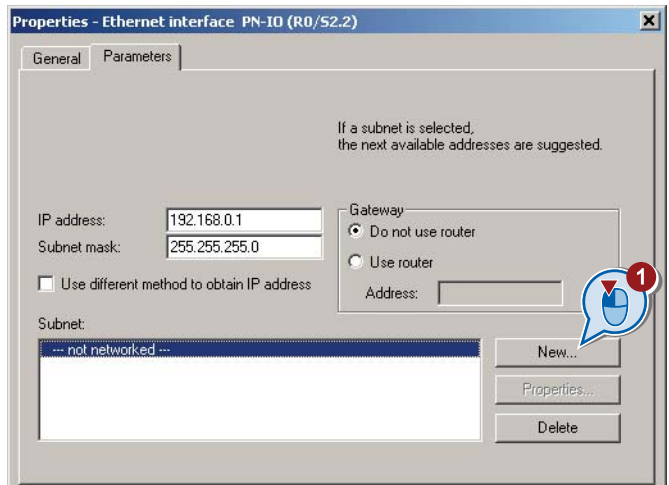 Properties - Ethernet interface PN-IO (R0/S2.2)
General
Parameters
If a subnet is selected,
the next available addresses are suggested.
IP address:
192.168.0.1
Subnet mask:
255.255.255.0
Use different method to obtain IP address
Gateway
Do not use router
Use router
Address:
1
Subnet:
--- not networked ---
New...
Properties...
Delete